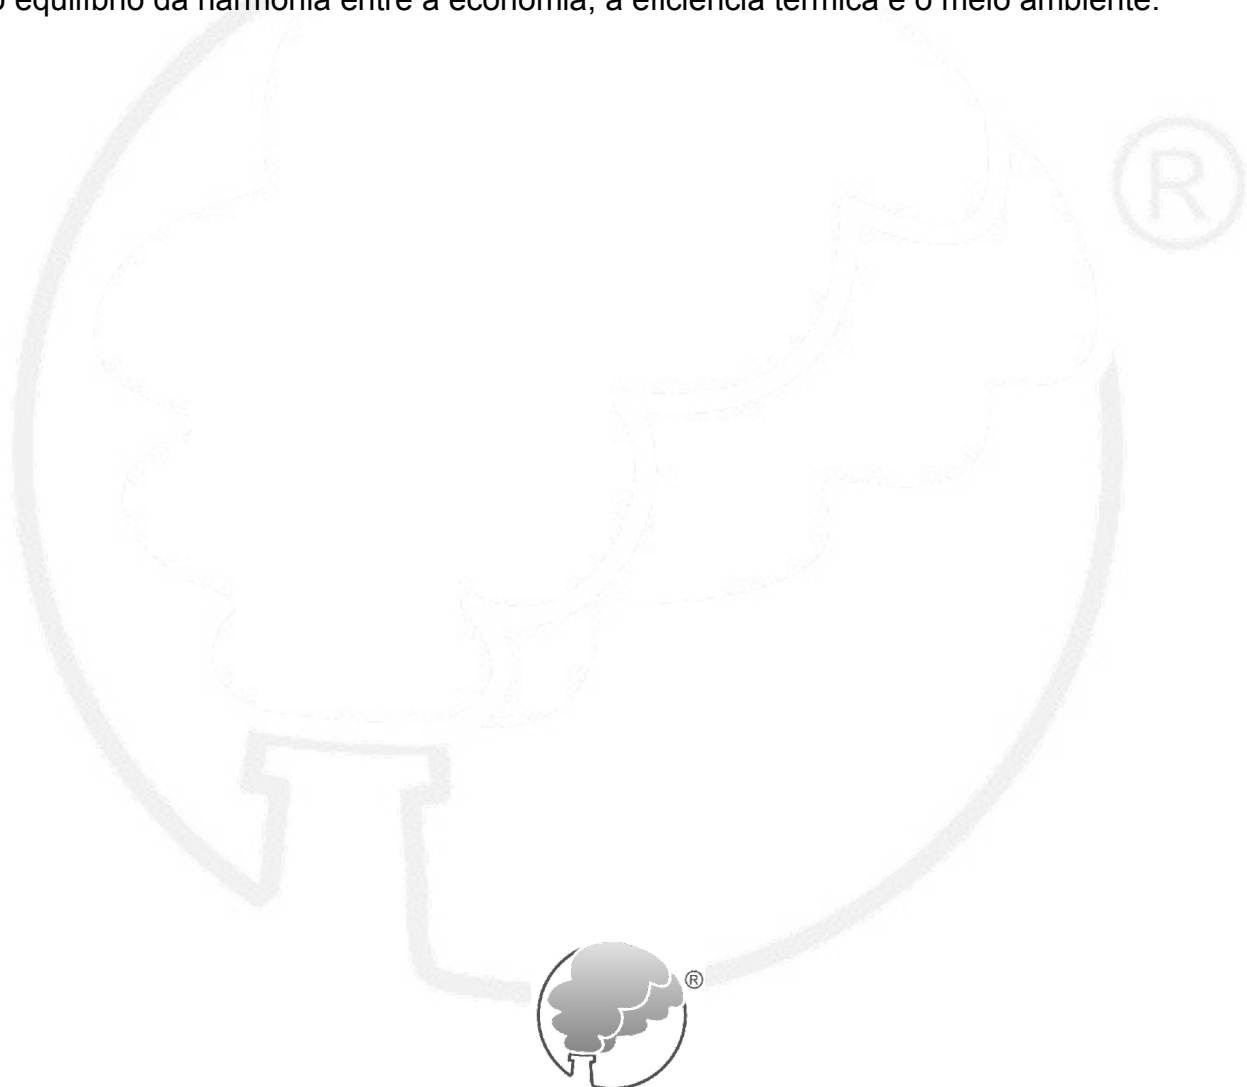 o equilíbrio da harmonia entre a economia, a eficiência térmica e o meio ambiente.
®
®